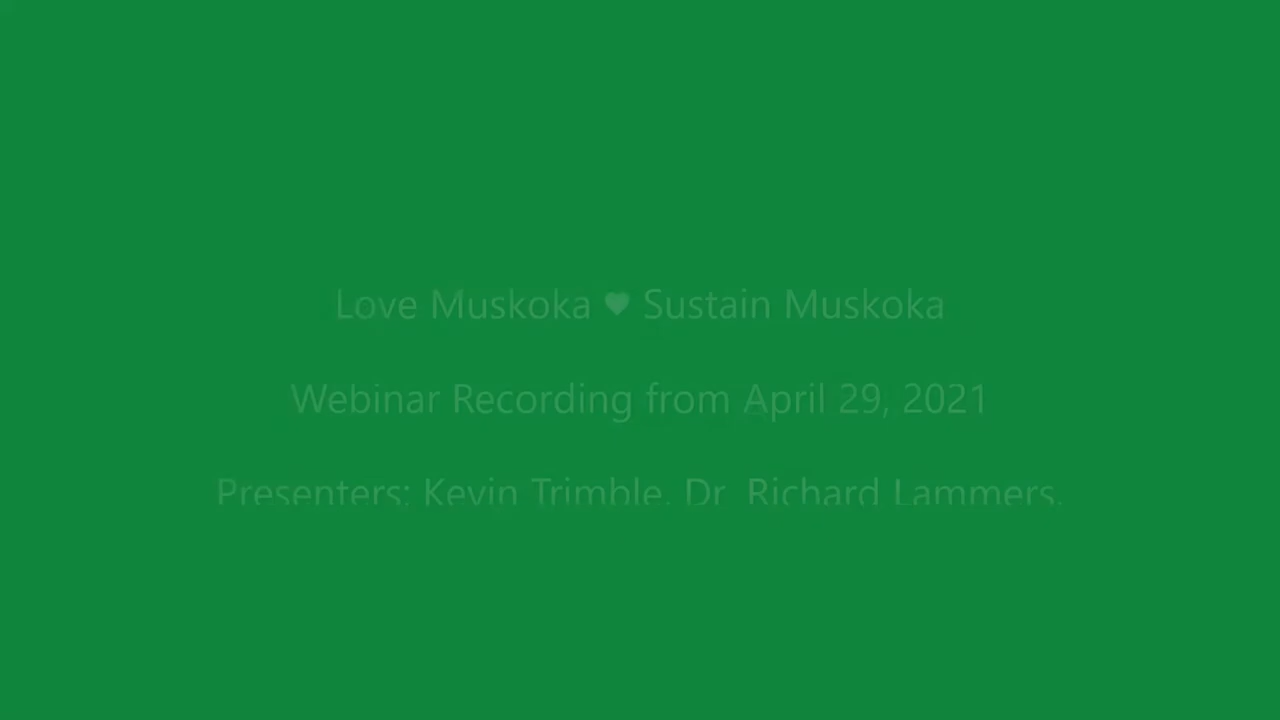 Love Muskoka ♥ Sustain Muskoka
Webinar Recording from April 29, 2021
Presenters: Kevin Trimble, Dr. Richard Lammers,